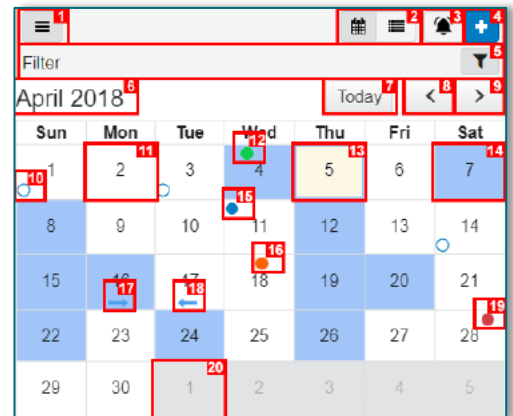 1 2 3 4
Filter 5
April 2018 6 Today 7 < 8 > 9
Sun Mon Tue Wed Thu Fri Sat
10 1 11 2 3 12 4 13 5 6 14 7
8 9 10 15 11 12 13 14
15 17 16 18 17 16 18 19 20 21
22 23 24 25 26 27 19 28
29 30 20 1 2 3 4 5